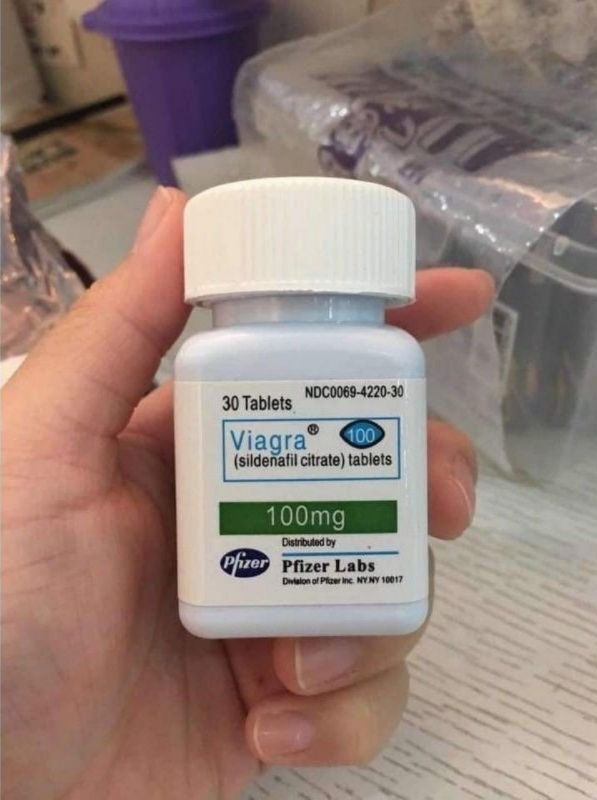 30 Tablets NDC0069-4220-30
Viagra® 100
(sildenafil citrate) tablets
100mg
Distributed by
Pfizer Pfizer Labs
Division of Pfizer Inc. NY.NY 10017